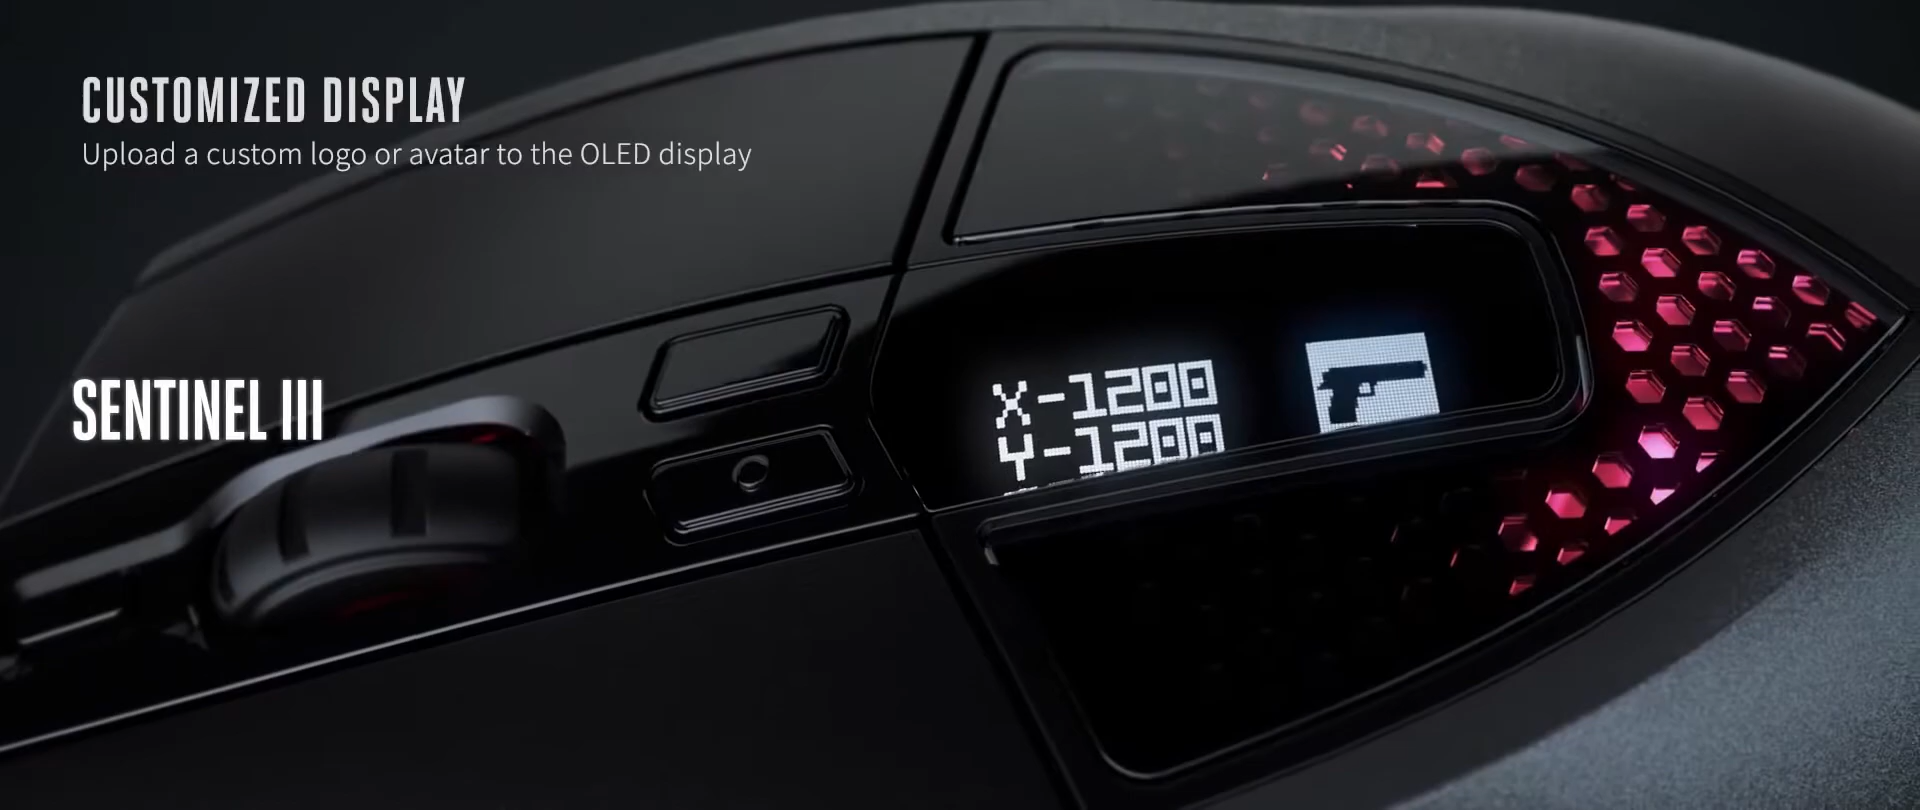 CUSTOMIZED DISPLAY
Upload a custom logo or avatar to the OLED display
SENTINEL III
X-1200
Y-1200